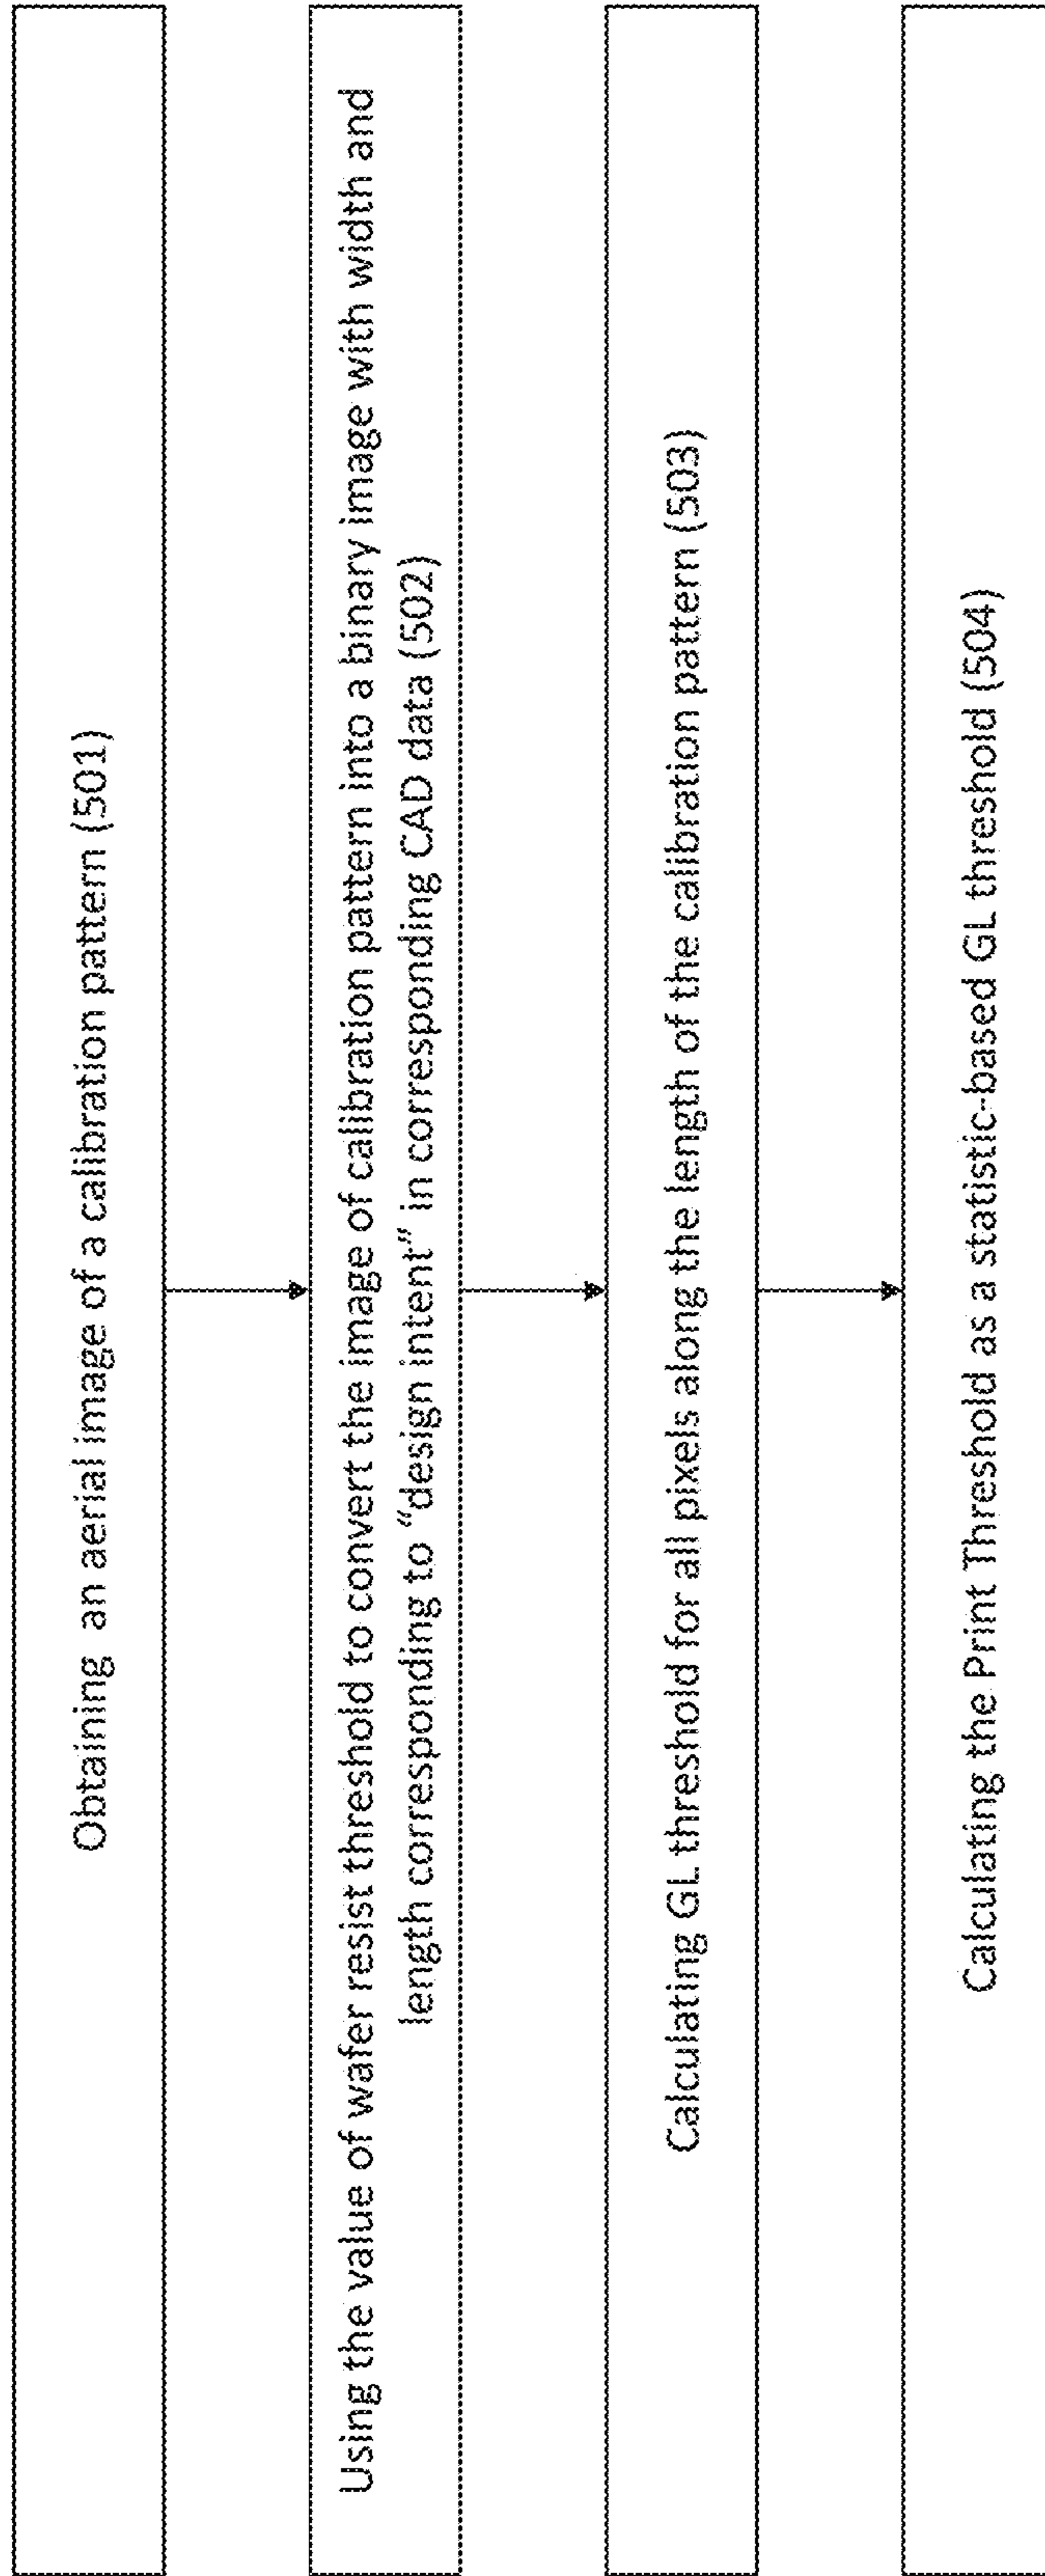 Obtaining an aerial image of a calibration pattern (501)
Using the value of wafer resist threshold to convert the image of calibration pattern into a binary image with width and
length corresponding to “design intent” in corresponding CAD data (502)
Calculating GL threshold for all pixels along the length of the calibration pattern (503)
Calculating the Print Threshold as a statistic-based GL threshold (504)